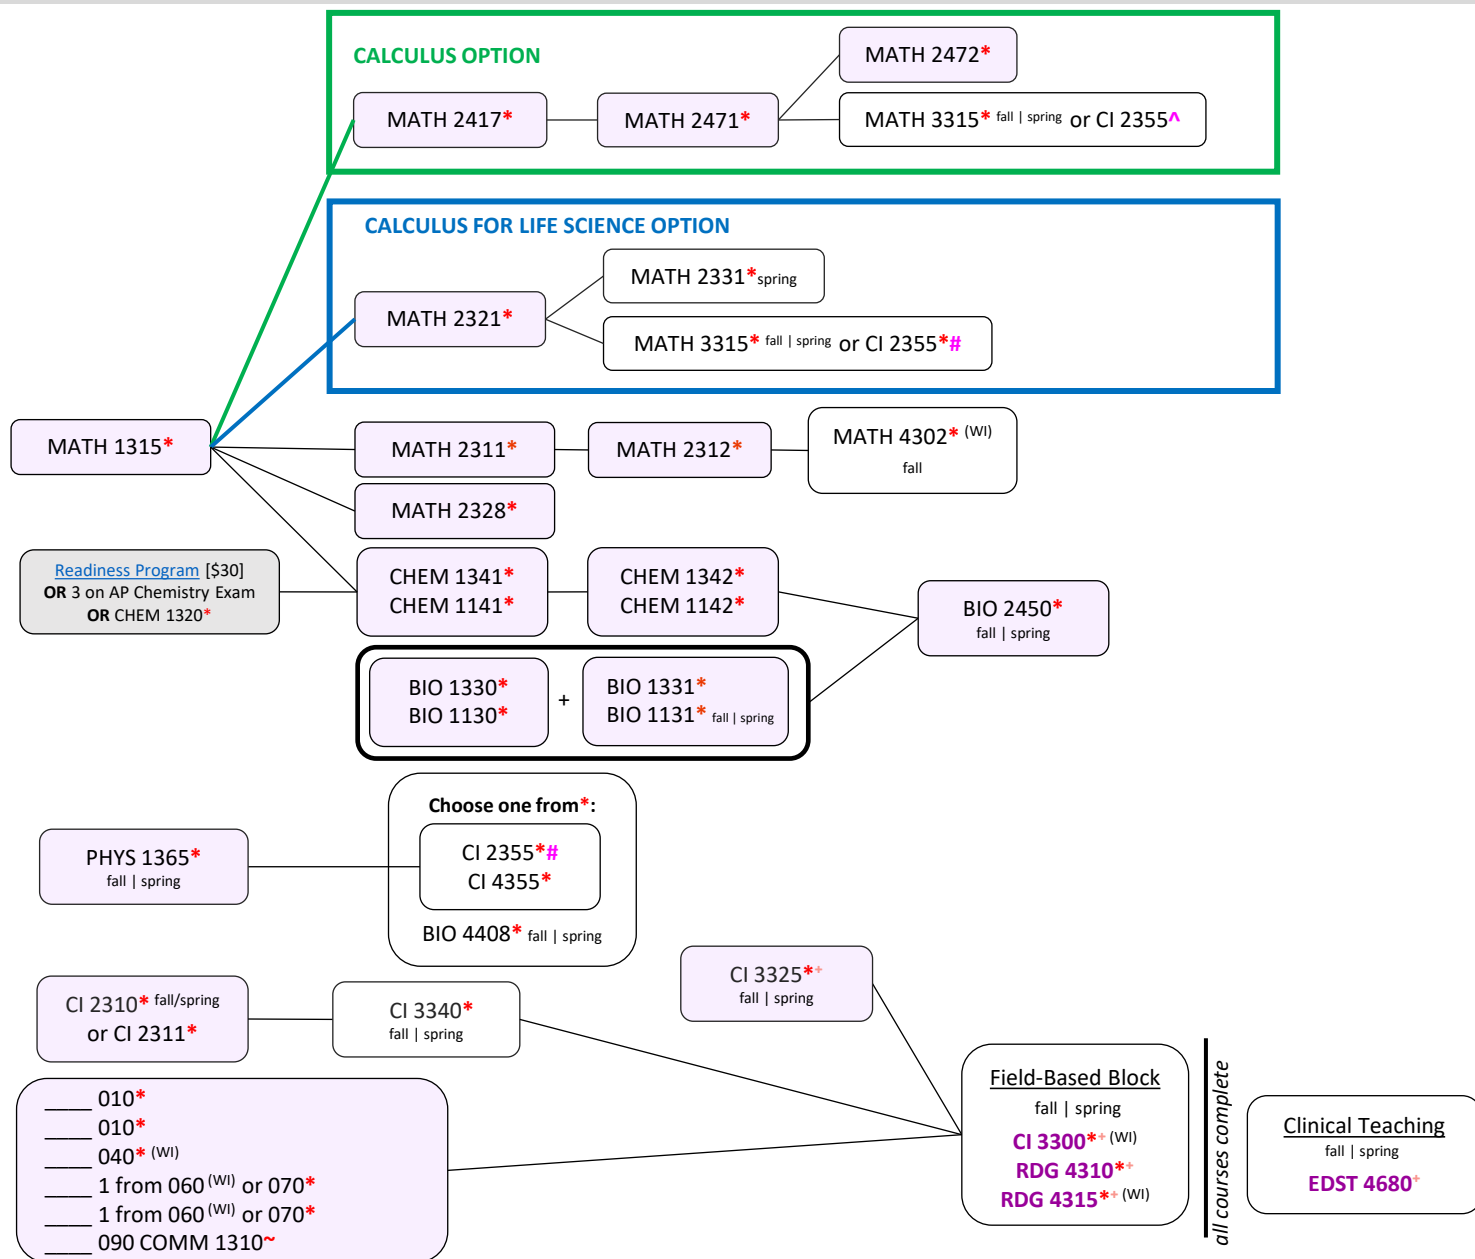 CALCULUS OPTION
MATH 2417*
MATH 2471*
MATH 2472*
MATH 3315* fall | spring or CI 2355^
CALCULUS FOR LIFE SCIENCE OPTION
MATH 2321*
MATH 2331*spring
MATH 3315* fall | spring or CI 2355*#
MATH 1315*
MATH 2311*
MATH 2312*
MATH 4302* (WI)
fall
MATH 2328*
Readiness Program [$30]
OR 3 on AP Chemistry Exam
OR CHEM 1320*
CHEM 1341*
CHEM 1141*
CHEM 1342*
CHEM 1142*
BIO 2450*
fall | spring
BIO 1330*
BIO 1130*
+
BIO 1331*
BIO 1131* fall | spring
PHYS 1365*
fall | spring
Choose one from*:
CI 2355*#
CI 4355*
BIO 4408* fall | spring
CI 2310* fall/spring
or CI 2311*
CI 3340*
fall | spring
CI 3325*+
fall | spring
____ 010*
____ 010*
____ 040* (WI)
____ 1 from 060 (WI) or 070*
____ 1 from 060 (WI) or 070*
____ 090 COMM 1310~
Field-Based Block
fall | spring
CI 3300*+ (WI)
RDG 4310*+
RDG 4315*+ (WI)
all courses complete
Clinical Teaching
fall | spring
EDST 4680+